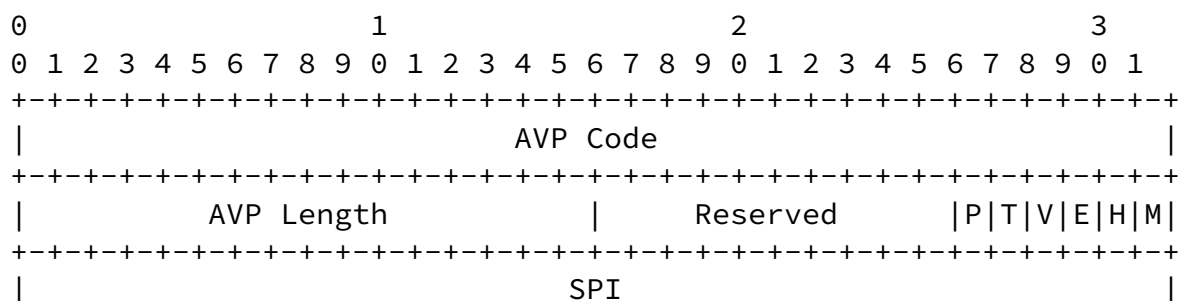 0                   1                   2                   3
0 1 2 3 4 5 6 7 8 9 0 1 2 3 4 5 6 7 8 9 0 1 2 3 4 5 6 7 8 9 0 1
+-+-+-+-+-+-+-+-+-+-+-+-+-+-+-+-+-+-+-+-+-+-+-+-+-+-+-+-+-+-+-+-+
|                           AVP Code                            |
+-+-+-+-+-+-+-+-+-+-+-+-+-+-+-+-+-+-+-+-+-+-+-+-+-+-+-+-+-+-+-+-+
|          AVP Length           |     Reserved      |P|T|V|E|H|M|
+-+-+-+-+-+-+-+-+-+-+-+-+-+-+-+-+-+-+-+-+-+-+-+-+-+-+-+-+-+-+-+-+
|                              SPI                              |